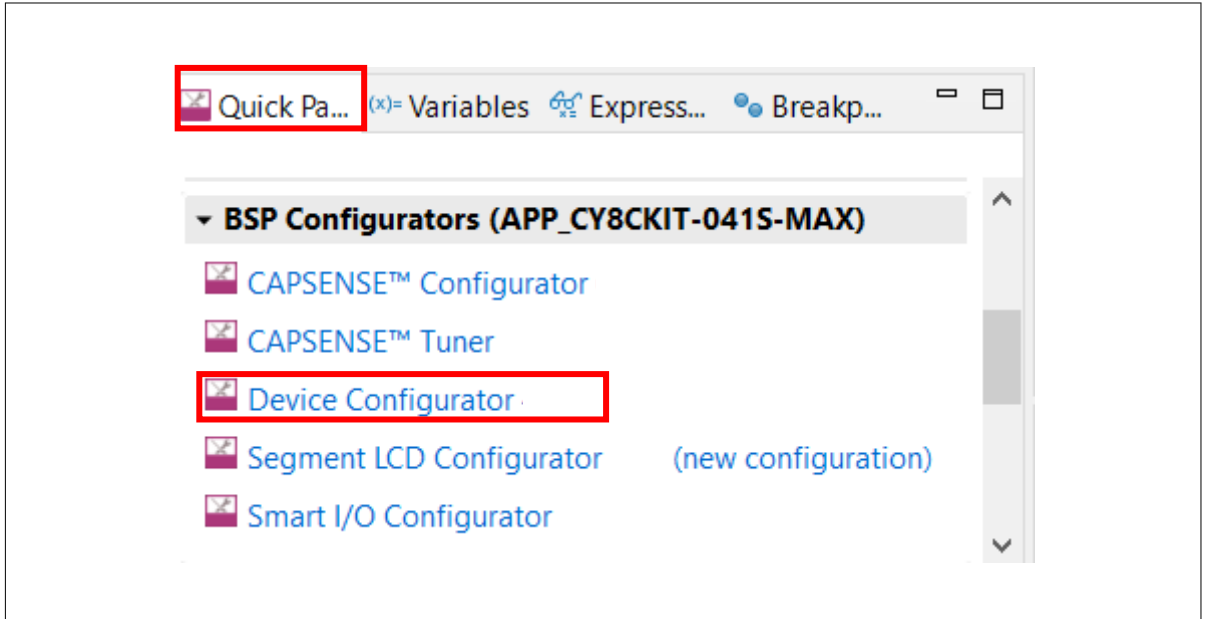 Quick Pa... (x)= Variables Express... Breakp...
BSP Configurators (APP_CY8CKIT-041S-MAX)
CAPSENSE™ Configurator
CAPSENSE™ Tuner
Device Configurator
Segment LCD Configurator (new configuration)
Smart I/O Configurator